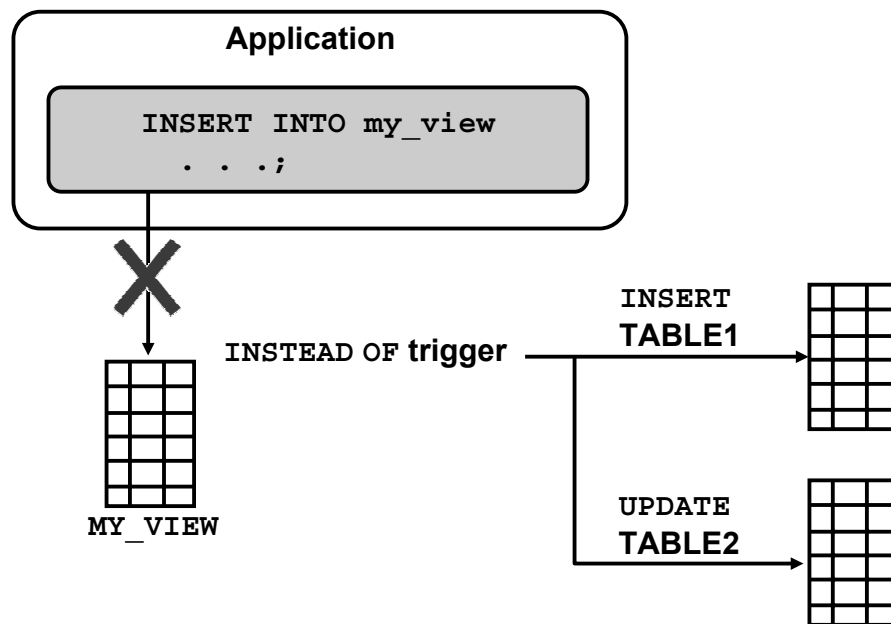 Application
INSERT INTO my_view
. . .;
INSERT
TABLE1
INSTEAD OF trigger
UPDATE
TABLE2
MY_VIEW